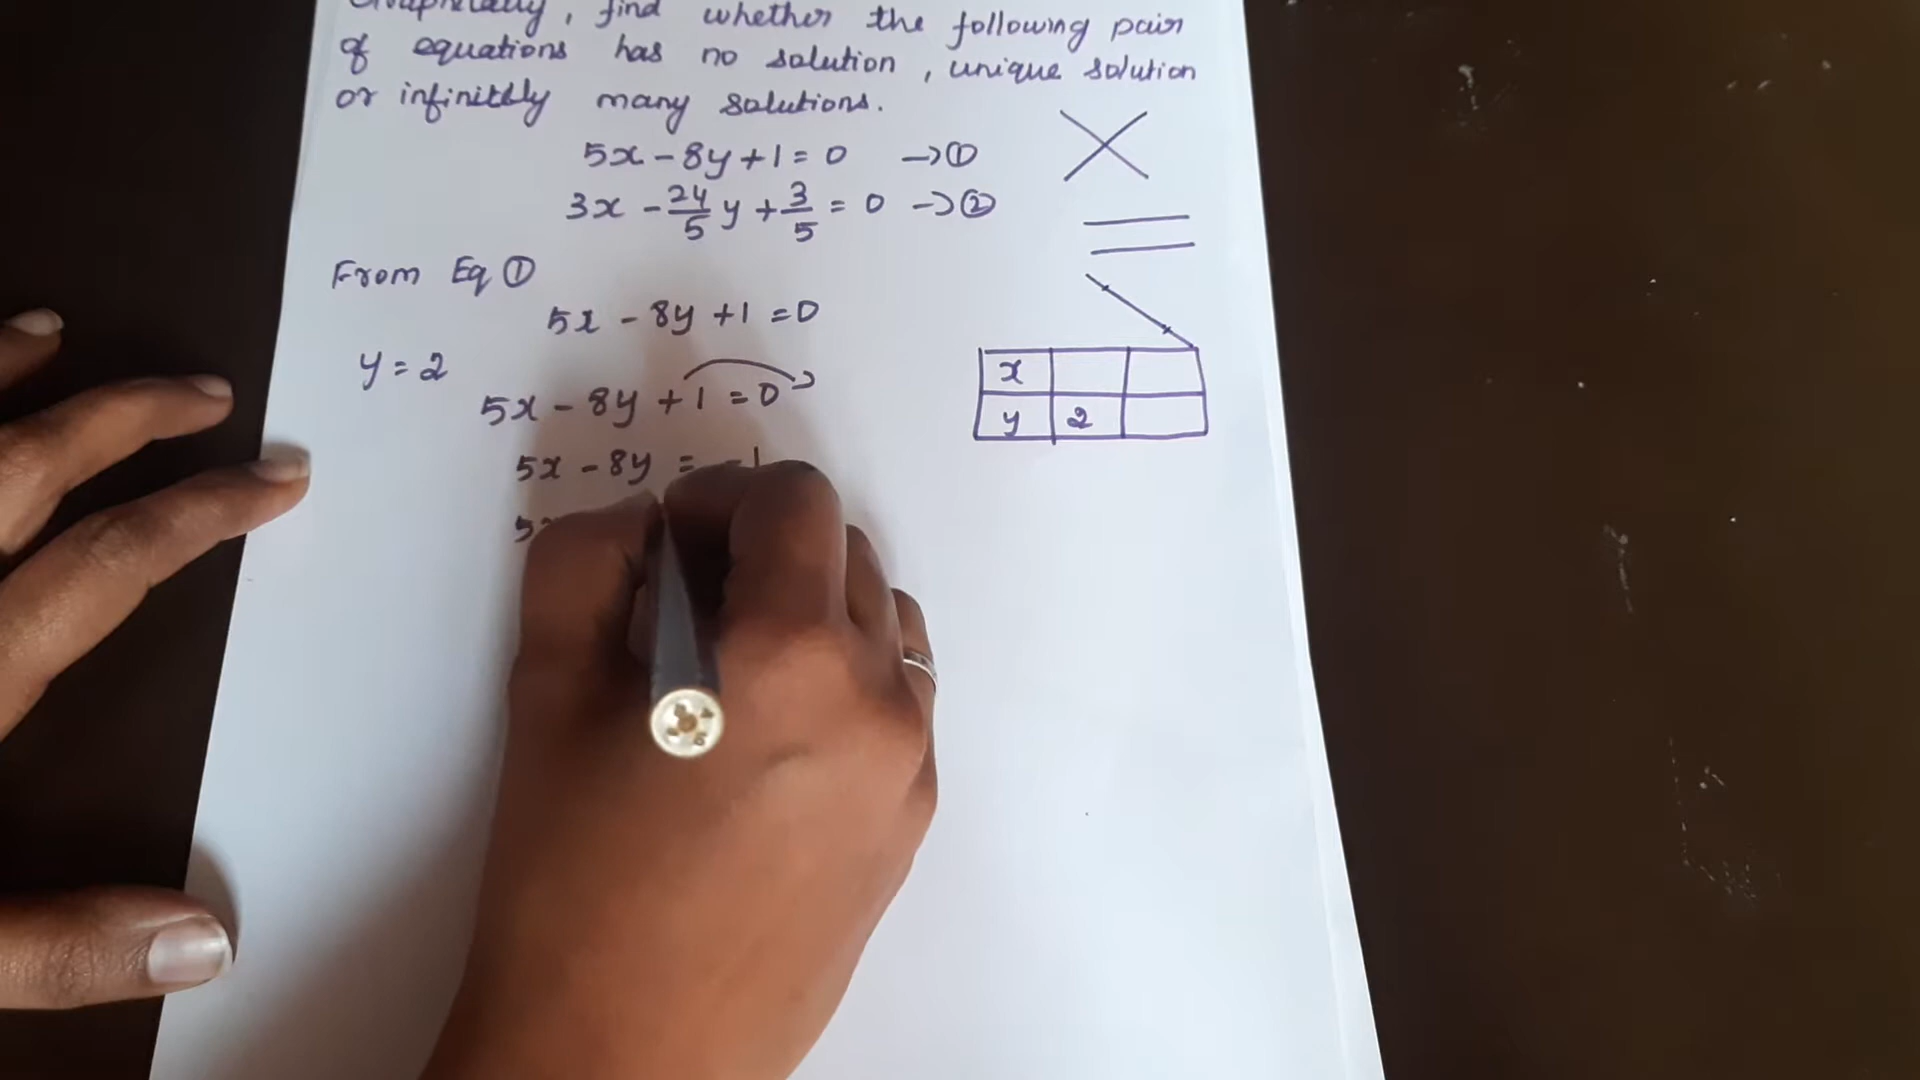 Graphically, find whether the following pair
of equations has no solution, unique solution
or infinitely many solutions.
5x - 8y + 1 = 0 → ①
3x - 24/5 y + 3/5 = 0 → ②
From Eq ①
5x - 8y + 1 = 0
y = 2
5x - 8y + 1 = 0
5x - 8y = -1
x
y 2